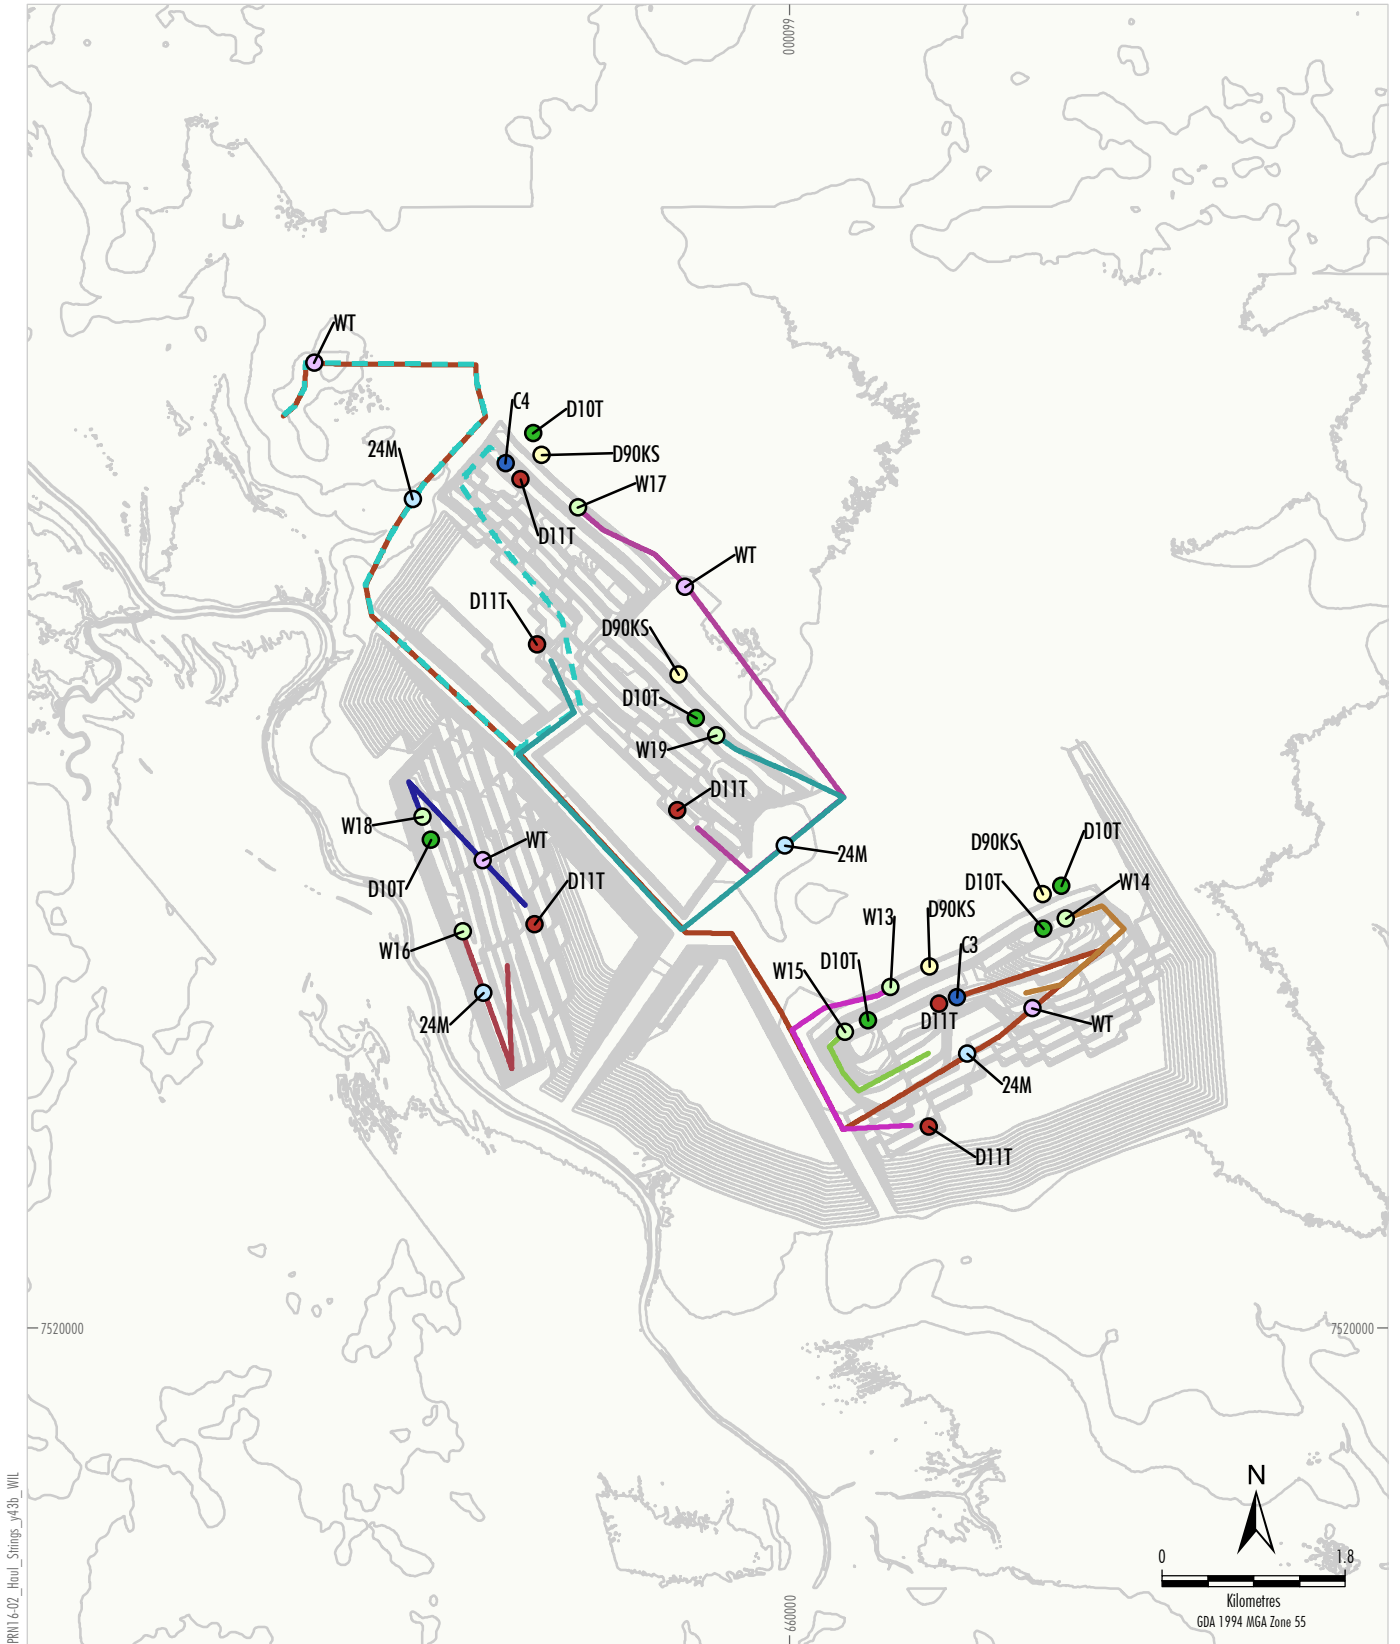 660000
WT
C4
D10T
24M
D90KS
W17
D11T
WT
D11T
D90KS
D10T
W19
D11T
W18
WT
24M
D10T
D90KS
D10T
D11T
D10T
W14
W13
D90KS
W16
C3
D10T
W15
24M
D11T
WT
24M
D11T
7520000
7520000
N
0
1.8
Kilometres
GDA 1994 MGA Zone 55
660000
PRN16-02_Haul_Strings_y43b_WIL